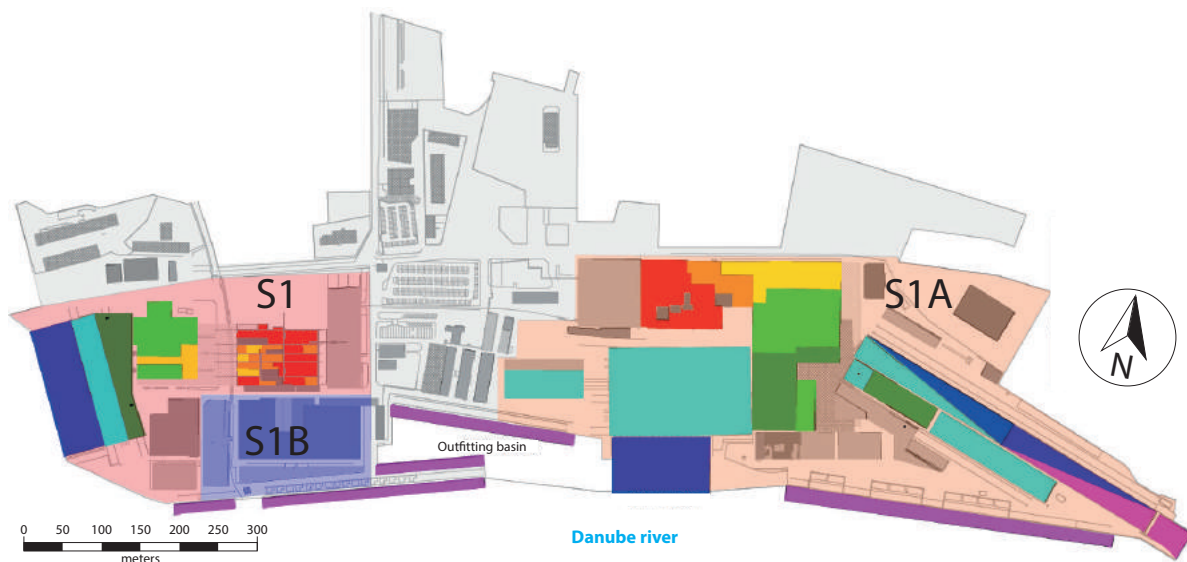 S1
S1A
S1B
Outfitting basin
N
0 50 100 150 200 250 300
meters
Danube river